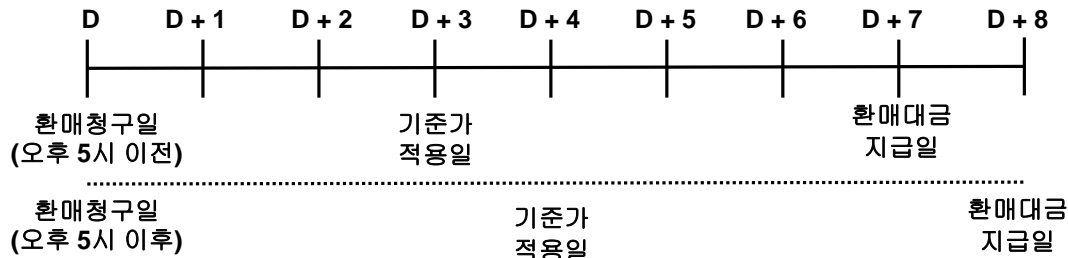 D D + 1 D + 2 D + 3 D + 4 D + 5 D + 6 D + 7 D + 8
환매청구일
(오후 5시 이전)
기준가
적용일
환매대금
지급일
환매청구일
(오후 5시 이후)
기준가
적용일
환매대금
지급일